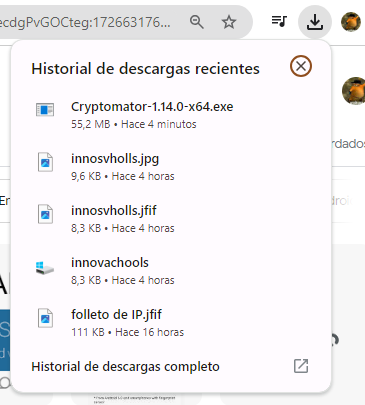 ecdgPvGOCteg:172663176...
Historial de descargas recientes
Cryptomator-1.14.0-x64.exe
55,2 MB • Hace 4 minutos
innosvholls.jpg
9,6 KB • Hace 4 horas
innosvholls.jfif
8,3 KB • Hace 4 horas
innovachools
8,3 KB • Hace 4 horas
folleto de IP.jfif
111 KB • Hace 16 horas
Historial de descargas completo